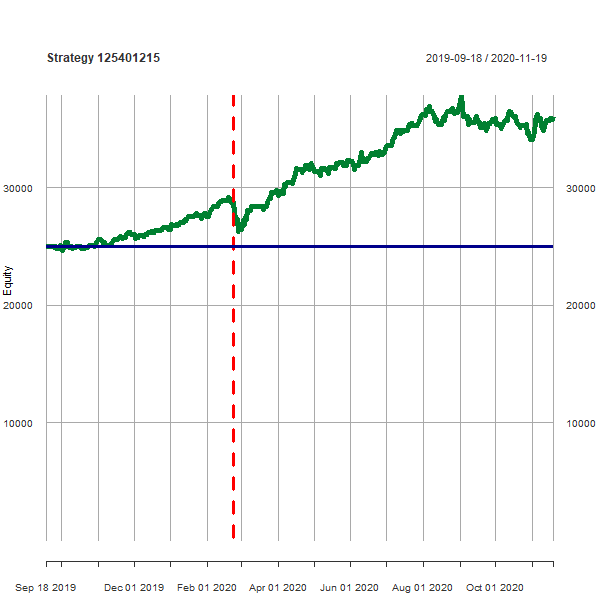 Strategy 125401215
2019-09-18 / 2020-11-19
Equity
30000
30000
20000
20000
10000
10000
Sep 18 2019
Dec 01 2019
Feb 01 2020
Apr 01 2020
Jun 01 2020
Aug 01 2020
Oct 01 2020